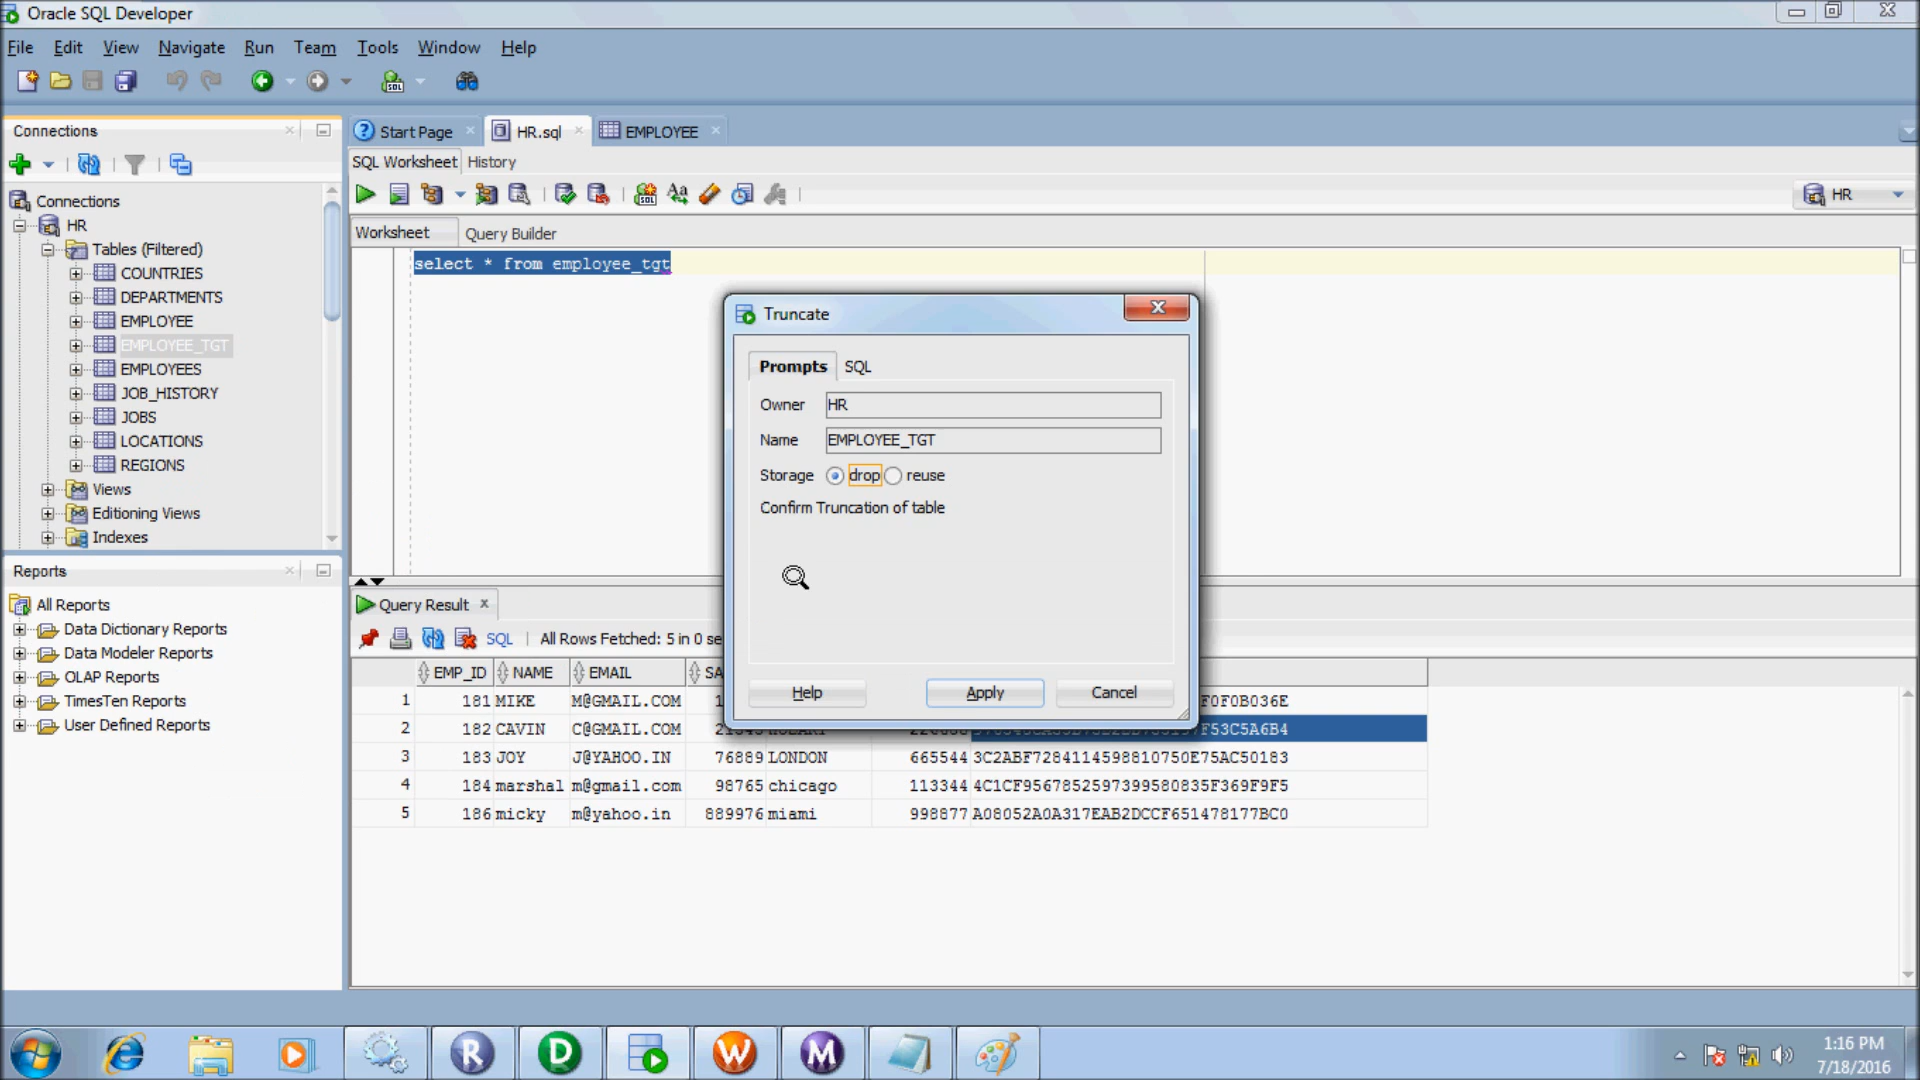 Oracle SQL Developer
File Edit View Navigate Run Team Tools Window Help
Connections
Connections
HR
Tables (Filtered)
COUNTRIES
DEPARTMENTS
EMPLOYEE
EMPLOYEE_TGT
EMPLOYEES
JOB_HISTORY
JOBS
LOCATIONS
REGIONS
Views
Editioning Views
Indexes
Reports
All Reports
Data Dictionary Reports
Data Modeler Reports
OLAP Reports
TimesTen Reports
User Defined Reports
Start Page HR.sql EMPLOYEE
SQL Worksheet History
HR
Worksheet Query Builder
select * from employee_tgt
Truncate
Prompts SQL
Owner HR
Name EMPLOYEE_TGT
Storage drop reuse
Confirm Truncation of table
Help Apply Cancel
Query Result
SQL All Rows Fetched: 5 in 0 se
EMP_ID NAME EMAIL SA
1 181 MIKE M@GMAIL.COM 1 F0F0B036E
2 182 CAVIN C@GMAIL.COM F53C5A6B4
3 183 JOY J@YAHOO.IN 76889 LONDON 665544 3C2ABF7284114598810750E75AC50183
4 184 marshal m@gmail.com 98765 chicago 113344 4C1CF9567852597399580835F369F9F5
5 186 micky m@yahoo.in 889976 miami 998877 A08052A0A317EAB2DCCF651478177BC0
R D W M
1:16 PM
7/18/2016